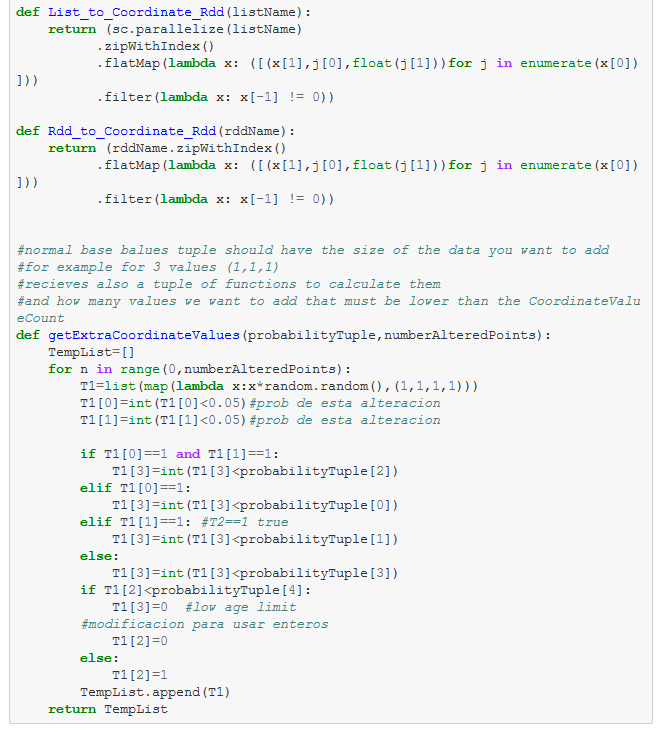 def List_to_Coordinate_Rdd(listName):
    return (sc.parallelize(listName)
          .zipWithIndex()
          .flatMap(lambda x: ([(x[1],j[0],float(j[1]))for j in enumerate(x[0])
]))
          .filter(lambda x: x[-1] != 0))

def Rdd_to_Coordinate_Rdd(rddName):
    return (rddName.zipWithIndex()
          .flatMap(lambda x: ([(x[1],j[0],float(j[1]))for j in enumerate(x[0])
]))
          .filter(lambda x: x[-1] != 0))


#normal base balues tuple should have the size of the data you want to add
#for example for 3 values (1,1,1)
#recieves also a tuple of functions to calculate them
#and how many values we want to add that must be lower than the CoordinateValu
eCount
def getExtraCoordinateValues(probabilityTuple,numberAlteredPoints):
    TempList=[]
    for n in range(0,numberAlteredPoints):
        T1=list(map(lambda x:x*random.random(),(1,1,1,1)))
        T1[0]=int(T1[0]<0.05)#prob de esta alteracion
        T1[1]=int(T1[1]<0.05)#prob de esta alteracion

        if T1[0]==1 and T1[1]==1:
            T1[3]=int(T1[3]<probabilityTuple[2])
        elif T1[0]==1:
            T1[3]=int(T1[3]<probabilityTuple[0])
        elif T1[1]==1: #T2==1 true
            T1[3]=int(T1[3]<probabilityTuple[1])
        else:
            T1[3]=int(T1[3]<probabilityTuple[3])
        if T1[2]<probabilityTuple[4]:
            T1[3]=0  #low age limit
        #modificacion para usar enteros
            T1[2]=0
        else:
            T1[2]=1
        TempList.append(T1)
    return TempList